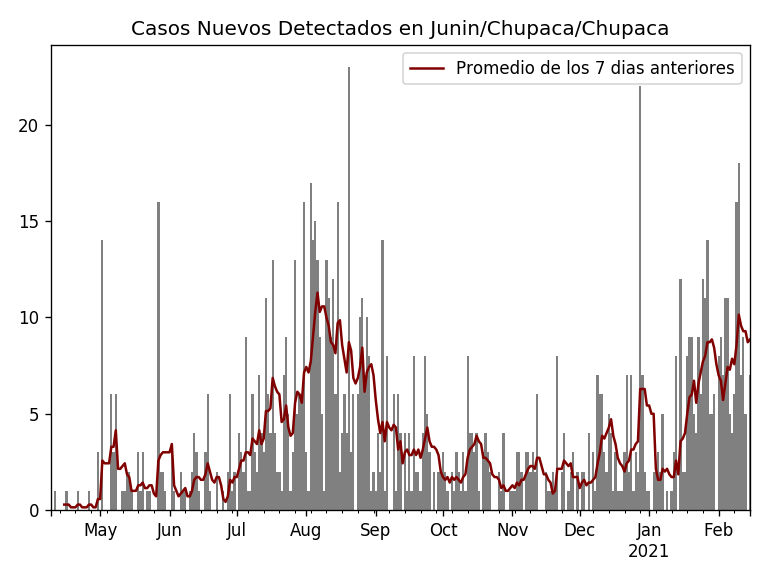 Casos Nuevos Detectados en Junin/Chupaca/Chupaca
Promedio de los 7 dias anteriores
20
15
10
5
0
May Jun Jul Aug Sep Oct Nov Dec Jan Feb
2021